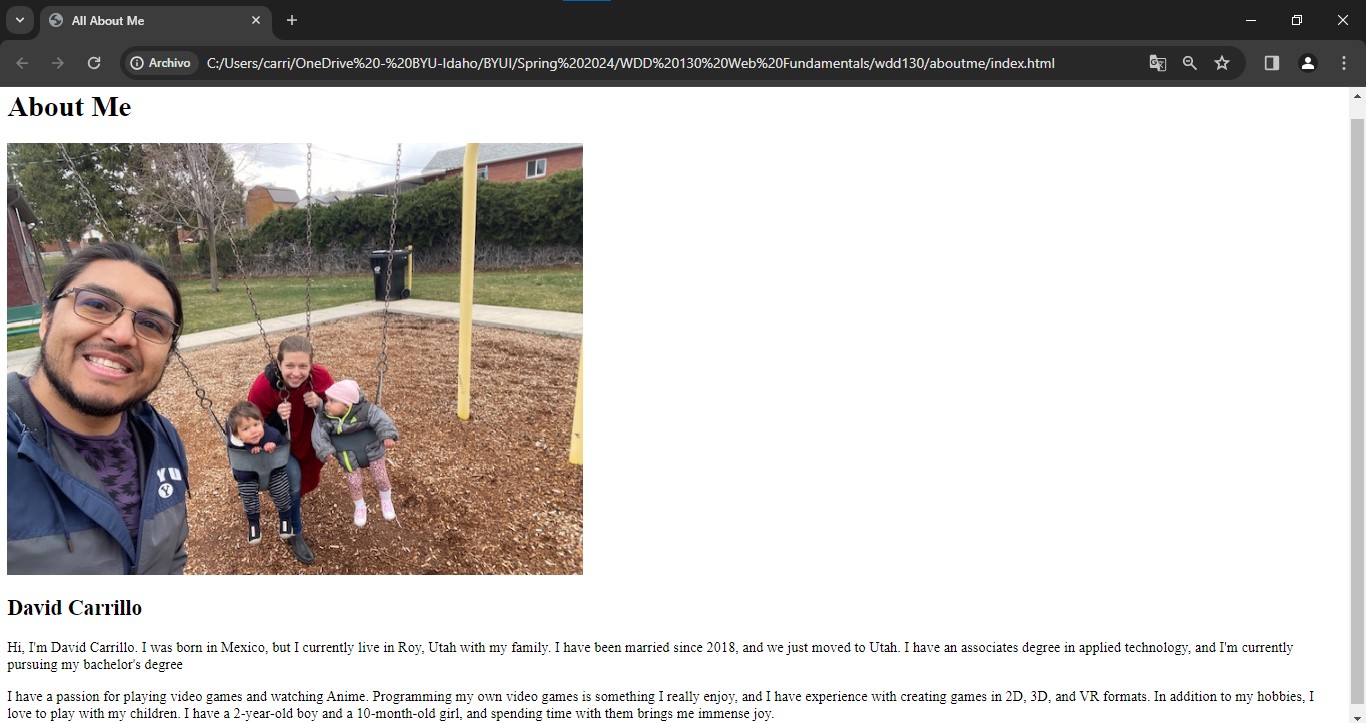 All About Me
Archivo
C:/Users/carri/OneDrive%20-%20BYU-Idaho/BYUI/Spring%202024/WDD%20130%20Web%20Fundamentals/wdd130/aboutme/index.html
About Me
YU
Y
David Carrillo
Hi, I'm David Carrillo. I was born in Mexico, but I currently live in Roy, Utah with my family. I have been married since 2018, and we just moved to Utah. I have an associates degree in applied technology, and I'm currently
pursuing my bachelor's degree
I have a passion for playing video games and watching Anime. Programming my own video games is something I really enjoy, and I have experience with creating games in 2D, 3D, and VR formats. In addition to my hobbies, I
love to play with my children. I have a 2-year-old boy and a 10-month-old girl, and spending time with them brings me immense joy.